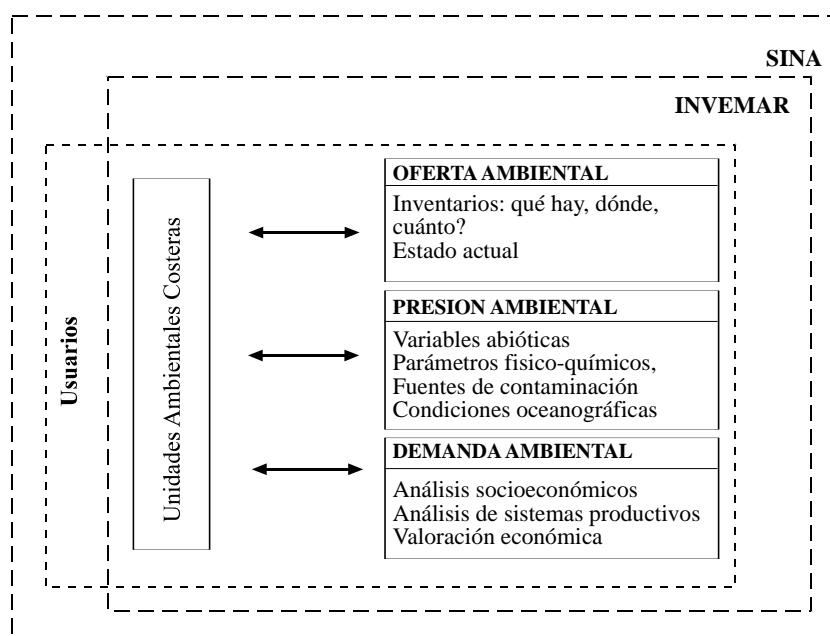 SINA
INVEMAR
Usuarios
Unidades Ambientales Costeras
OFERTA AMBIENTAL
Inventarios: qué hay, dónde,
cuánto?
Estado actual
PRESION AMBIENTAL
Variables abióticas
Parámetros fisico-químicos,
Fuentes de contaminación
Condiciones oceanográficas
DEMANDA AMBIENTAL
Análisis socioeconómicos
Análisis de sistemas productivos
Valoración económica